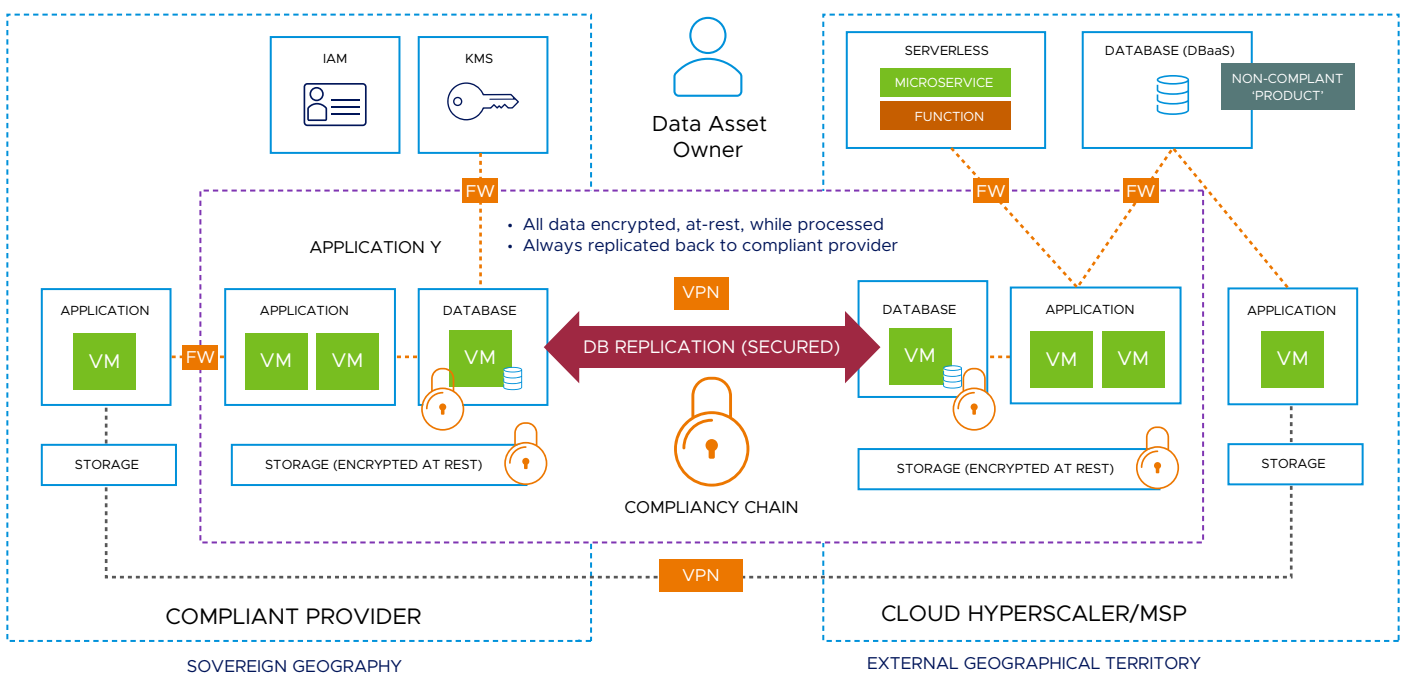 IAM
KMS
Data Asset
Owner
SERVERLESS
MICROSERVICE
FUNCTION
DATABASE (DBaaS)
NON-COMPLANT
‘PRODUCT’
FW
FW
FW
• All data encrypted, at-rest, while processed
• Always replicated back to compliant provider
APPLICATION Y
VPN
APPLICATION
VM
FW
APPLICATION
VM
VM
DATABASE
VM
DB REPLICATION (SECURED)
DATABASE
VM
APPLICATION
VM
VM
APPLICATION
VM
STORAGE
STORAGE (ENCRYPTED AT REST)
COMPLIANCY CHAIN
STORAGE (ENCRYPTED AT REST)
STORAGE
VPN
COMPLIANT PROVIDER
CLOUD HYPERSCALER/MSP
SOVEREIGN GEOGRAPHY
EXTERNAL GEOGRAPHICAL TERRITORY